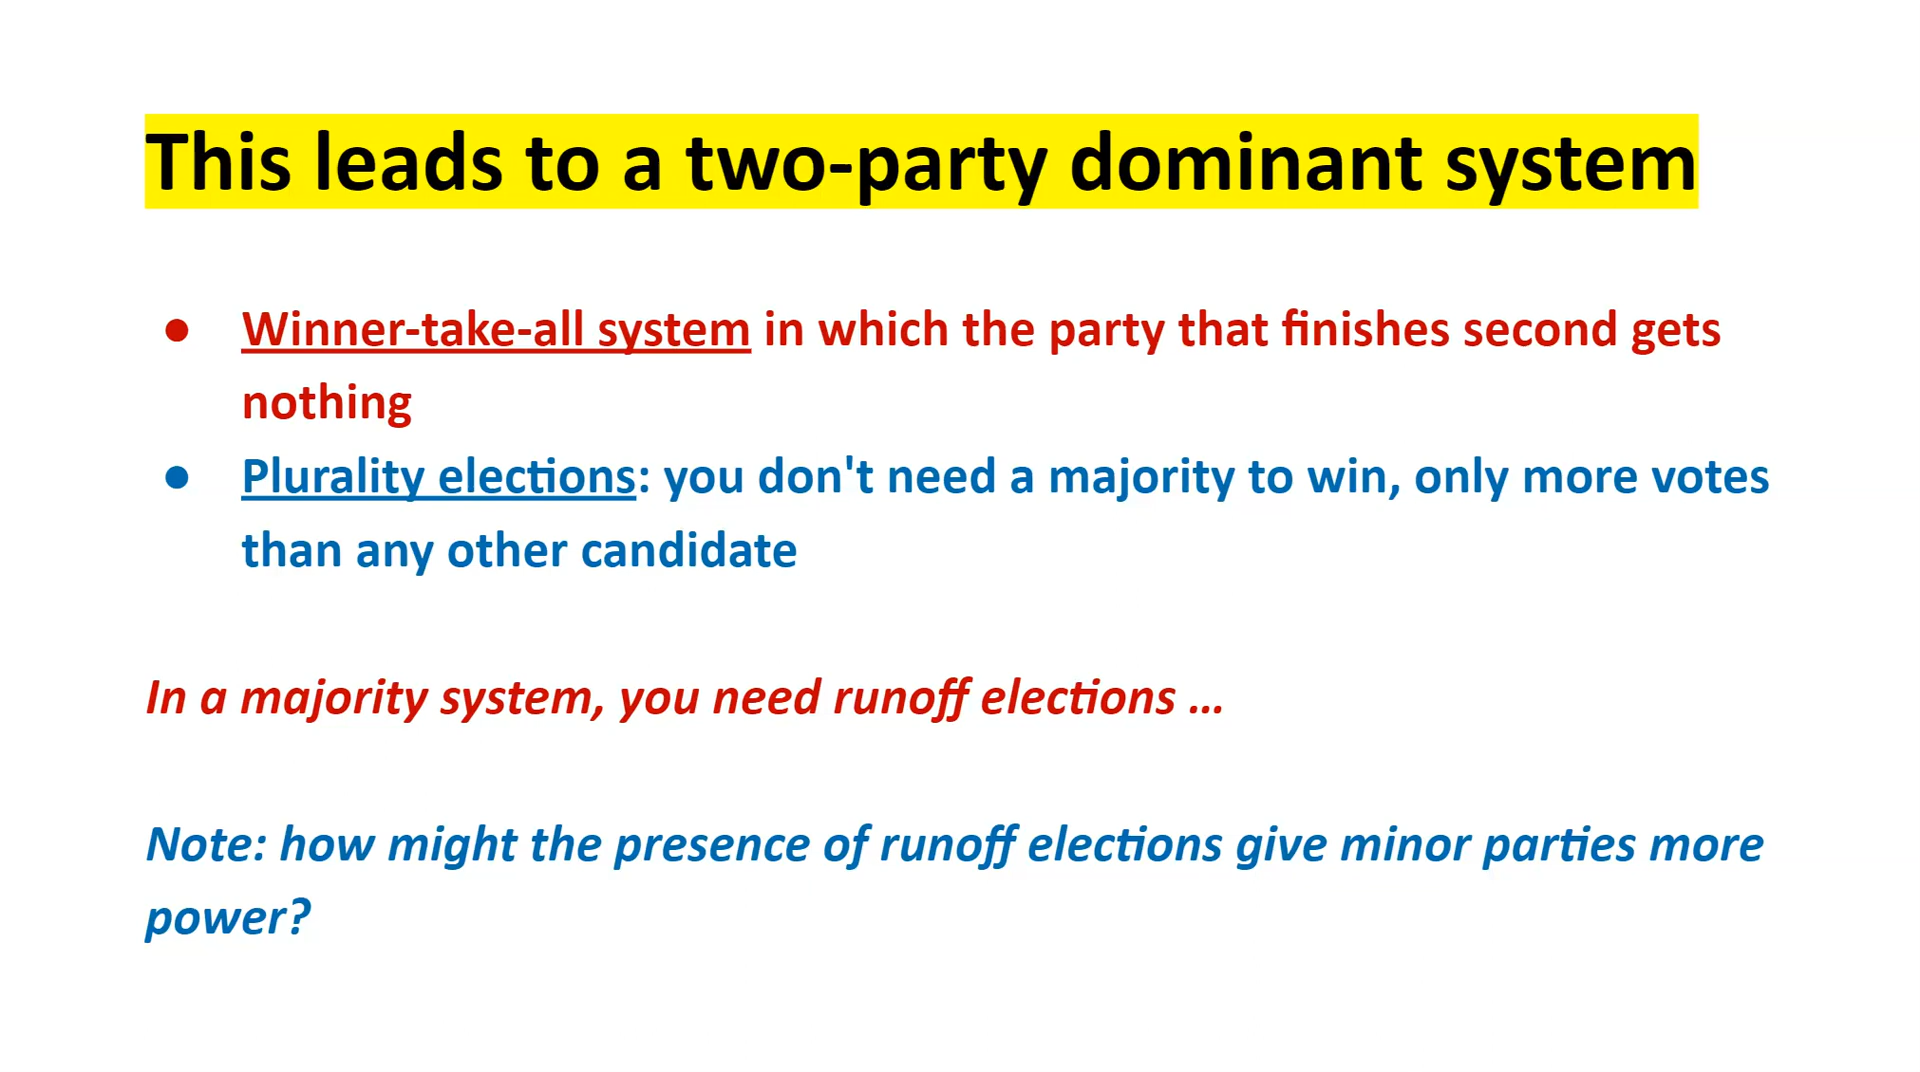 This leads to a two-party dominant system
● Winner-take-all system in which the party that finishes second gets
nothing
● Plurality elections: you don't need a majority to win, only more votes
than any other candidate
In a majority system, you need runoff elections ...
Note: how might the presence of runoff elections give minor parties more
power?